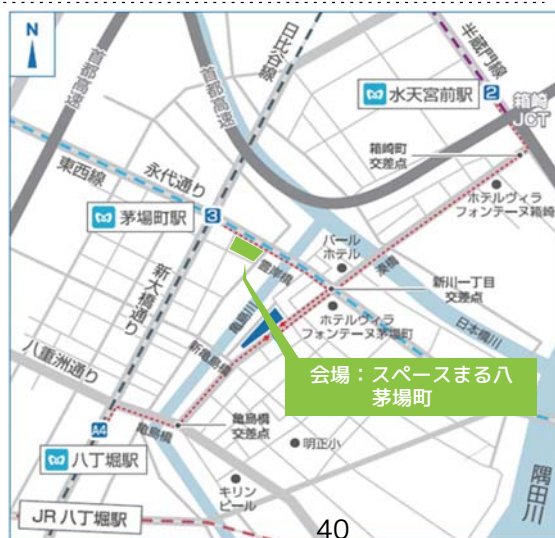 N
首都高速
首都高速
日比谷線
半蔵門線
水天宮前駅
2
箱崎
JCT
箱崎町
交差点
永代通り
東西線
茅場町駅
3
ホテルヴィラ
フォンテーヌ箱崎
パール
ホテル
湊橋
霊岸橋
新川一丁目
交差点
新大橋通り
亀島川
ホテルヴィラ
フォンテーヌ茅場町
日本橋川
八重洲通り
新亀島橋
会場：スペースまる八
茅場町
A4
亀島橋
亀島橋
交差点
明正小
八丁堀駅
キリン
ビール
隅田川
JR 八丁堀駅
40